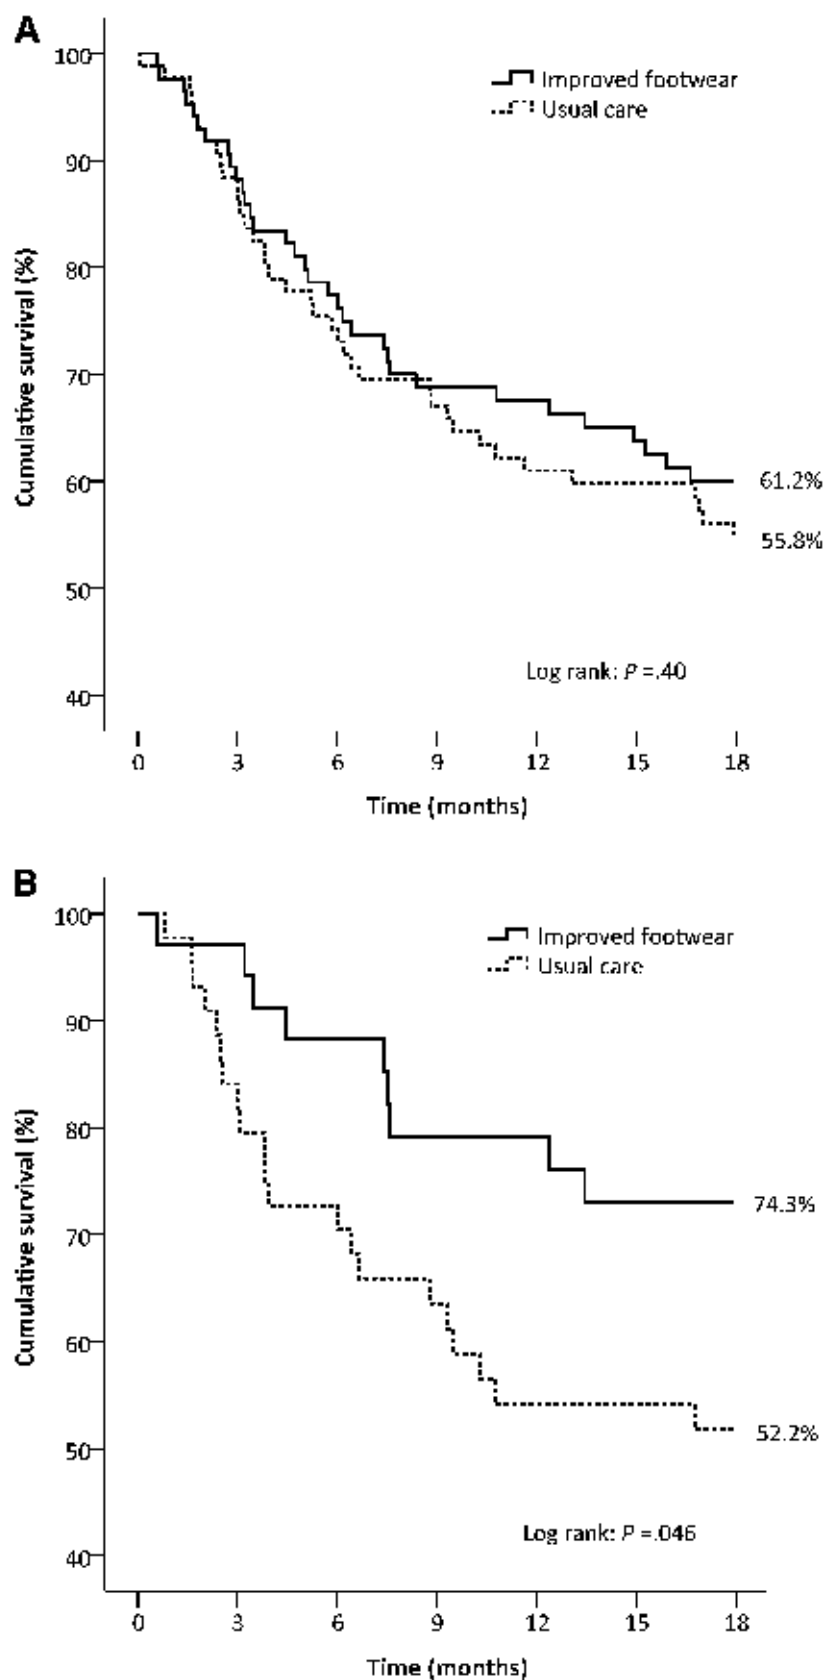 A
100
90
80
70
60
50
40
Cumulative survival (%)
Improved footwear
Usual care
61.2%
55.8%
Log rank: P =.40
0 3 6 9 12 15 18
Time (months)
B
100
90
80
70
60
50
40
Cumulative survival (%)
Improved footwear
Usual care
74.3%
52.2%
Log rank: P =.046
0 3 6 9 12 15 18
Time (months)